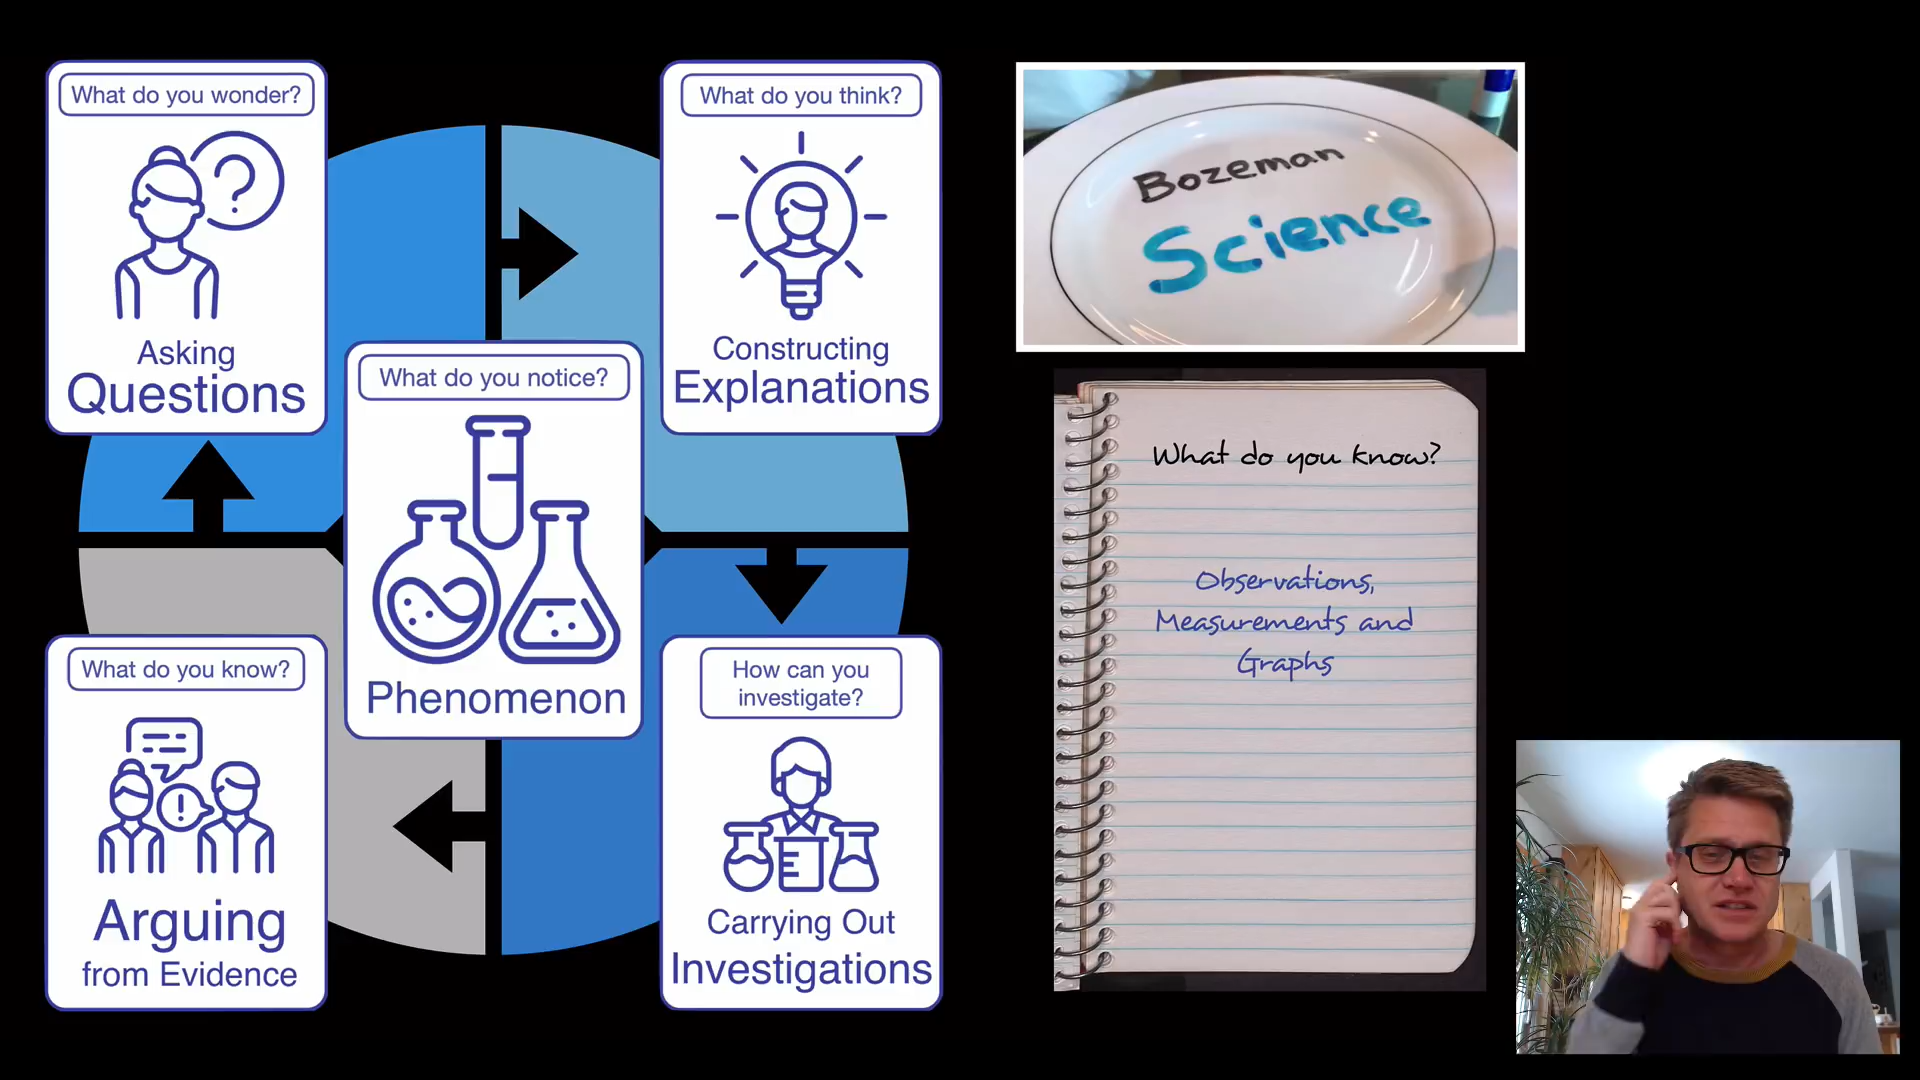 What do you wonder?
Asking
Questions
What do you think?
Constructing
Explanations
What do you notice?
Phenomenon
What do you know?
Arguing
from Evidence
How can you
investigate?
Carrying Out
Investigations
Bozeman
Science
What do you know?
Observations,
Measurements and
Graphs